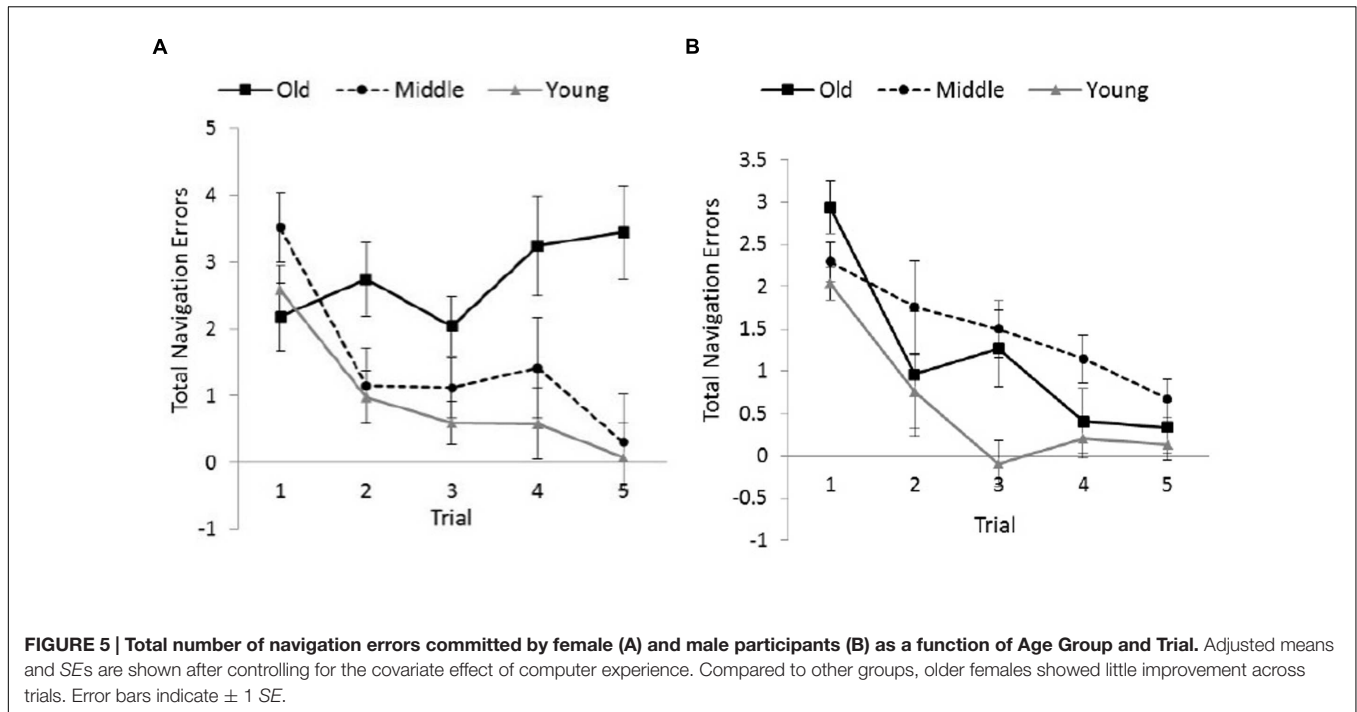 A
B
Old Middle Young
Old Middle Young
5
4
3
2
1
0
-1
Total Navigation Errors
1 2 3 4 5
Trial
3.5
3
2.5
2
1.5
1
0.5
0
-0.5
-1
Total Navigation Errors
1 2 3 4 5
Trial
FIGURE 5 | Total number of navigation errors committed by female (A) and male participants (B) as a function of Age Group and Trial. Adjusted means
and SEs are shown after controlling for the covariate effect of computer experience. Compared to other groups, older females showed little improvement across
trials. Error bars indicate ± 1 SE.